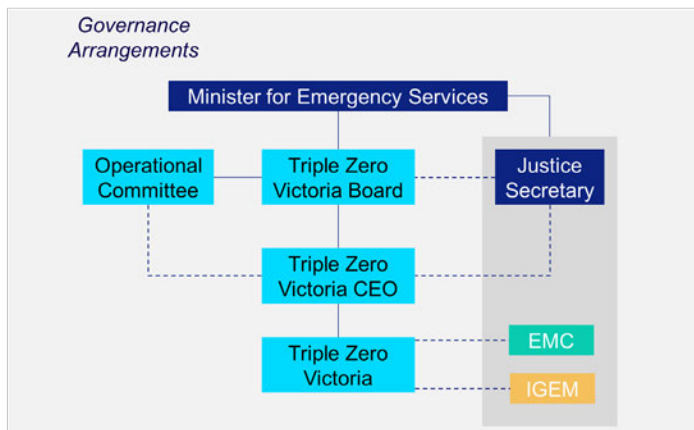 Governance
Arrangements
Minister for Emergency Services
Operational
Committee
Triple Zero
Victoria Board
Justice
Secretary
Triple Zero
Victoria CEO
Triple Zero
Victoria
EMC
IGEM